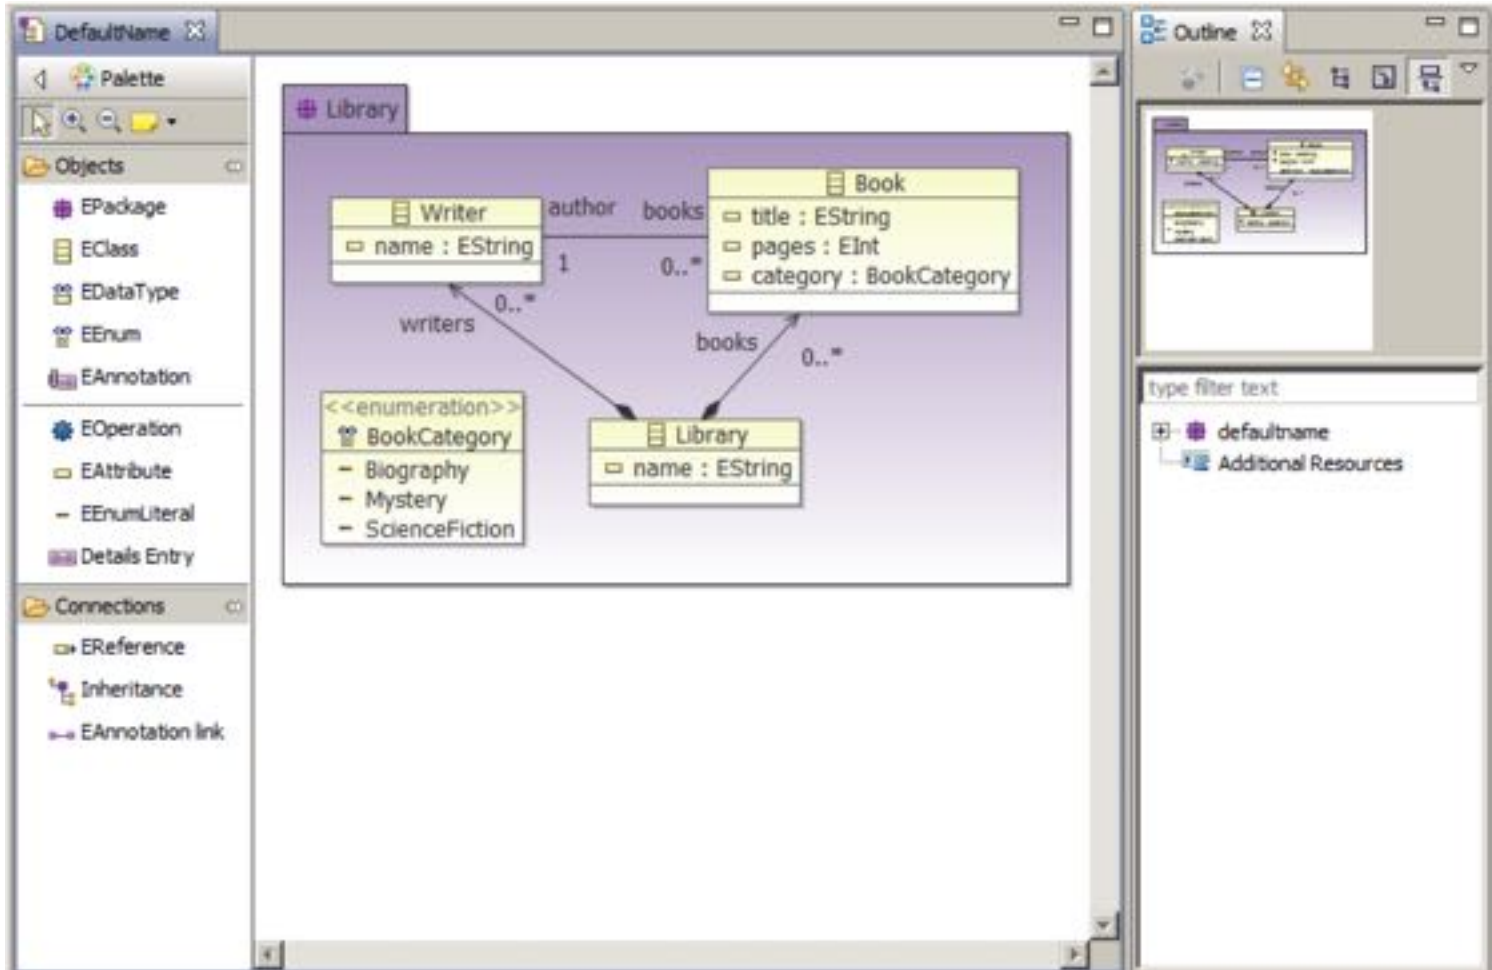 DefaultName
Palette
Objects
EPackage
EClass
EDataType
EEnum
EAnnotation
EOperation
EAttribute
EEnumLiteral
Details Entry
Connections
EReference
Inheritance
EAnnotation link
Library
Writer
name : EString
author
books
1
0..*
Book
title : EString
pages : EInt
category : BookCategory
0..*
writers
books
0..*
<<enumeration>>
BookCategory
Biography
Mystery
ScienceFiction
Library
name : EString
Outline
type filter text
defaultname
Additional Resources